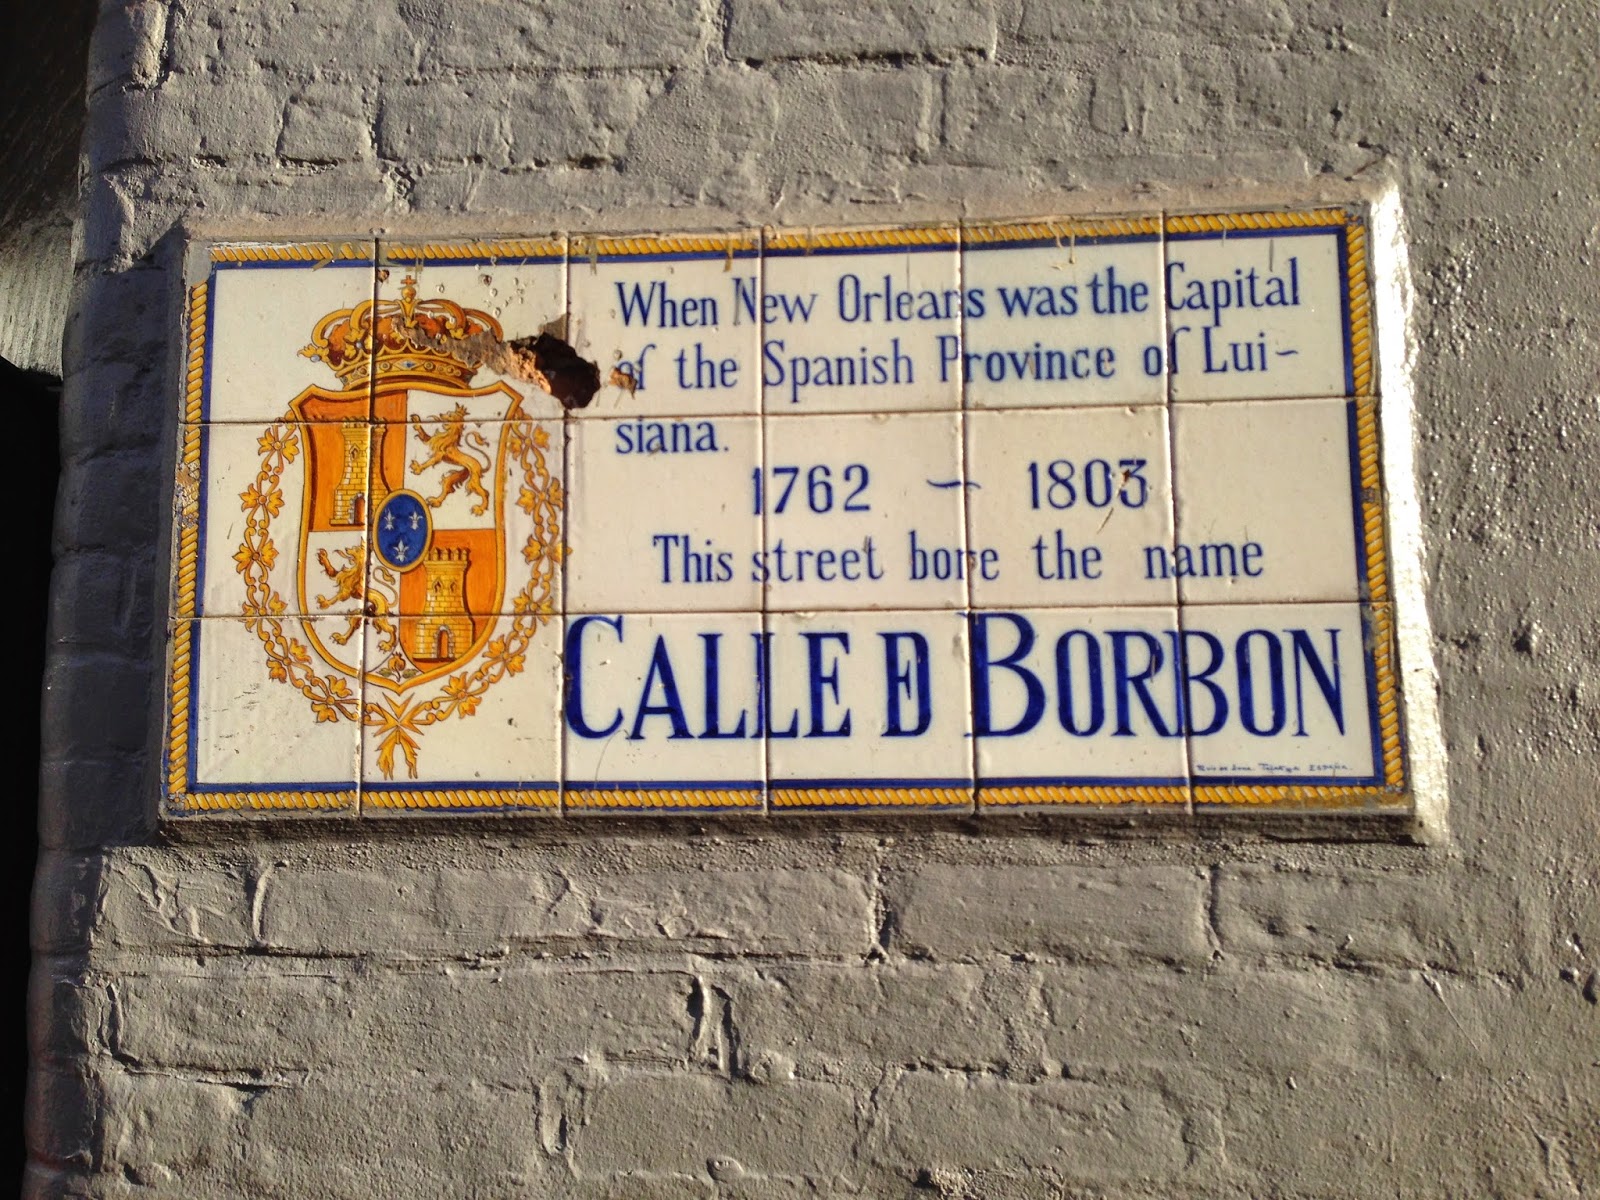 When New Orleans was the Capital
of the Spanish Province of Lui-
siana.
1762 - 1803
This street bore the name
CALLE DE BORBON